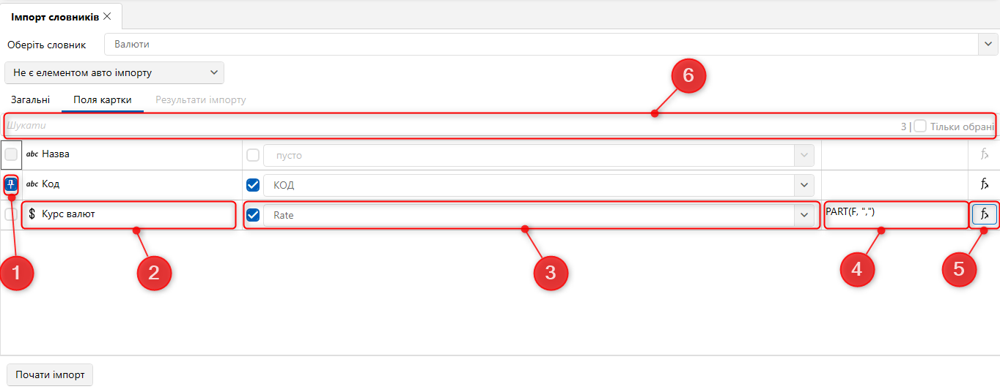 Імпорт словників
Оберіть словник Валюти
Не є елементом авто імпорту
6
Загальні Поля картки Результати імпорту
Шукати 3 | Тільки обрані
abc Назва пусто fx
abc Код КОД fx
$ Курс валют Rate PART(F, ",") fx
1 2 3 4 5
Почати імпорт